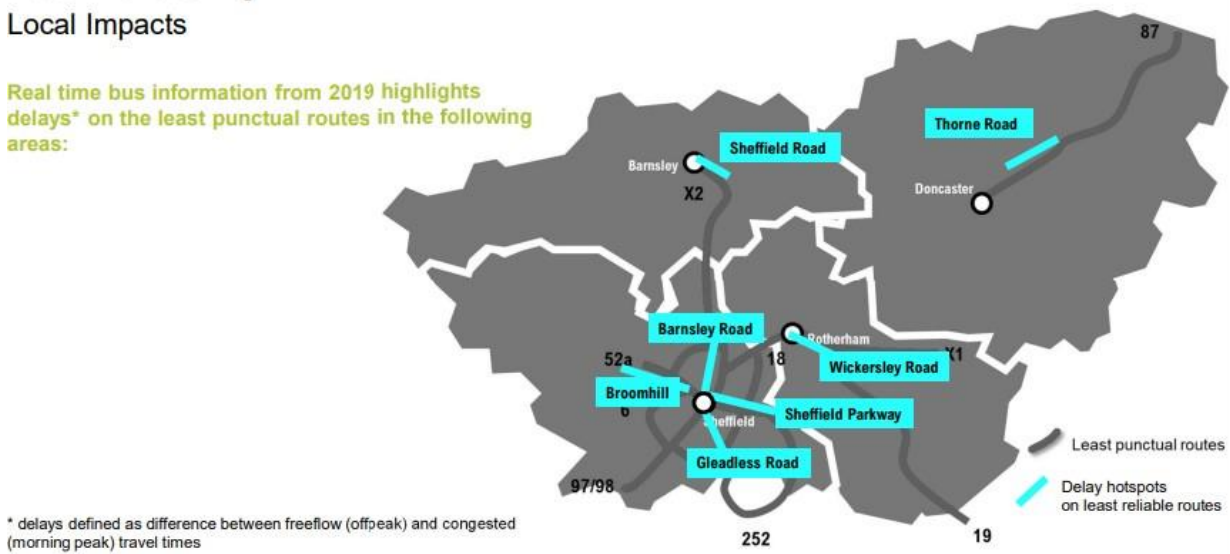 Local Impacts
Real time bus information from 2019 highlights
delays* on the least punctual routes in the following
areas:
87
Thorne Road
Sheffield Road
Barnsley
X2
Doncaster
Barnsley Road
Rotherham
52a
18
X1
Wickersley Road
Broomhill
6
Sheffield Parkway
Sheffield
Gleadless Road
Least punctual routes
97/98
Delay hotspots
on least reliable routes
* delays defined as difference between freeflow (offpeak) and congested
(morning peak) travel times
252
19